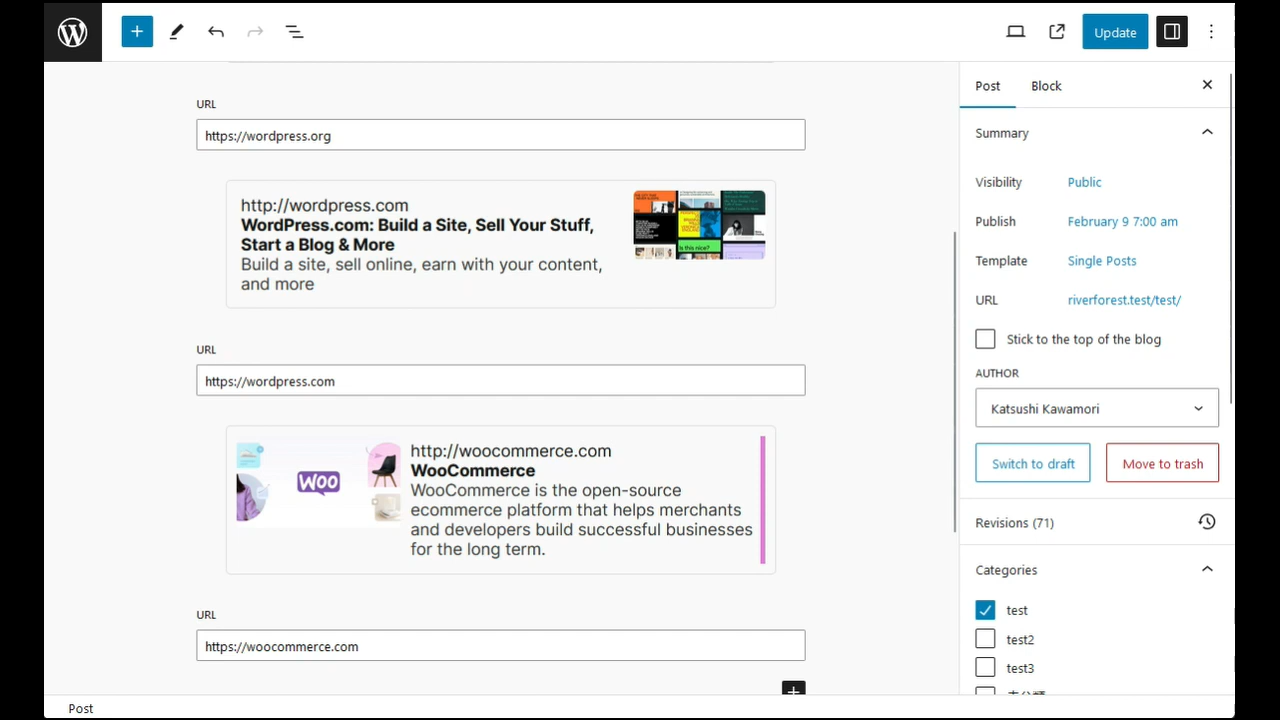 Update
URL
https://wordpress.org
http://wordpress.com
WordPress.com: Build a Site, Sell Your Stuff,
Start a Blog & More
Build a site, sell online, earn with your content,
and more
Is this nice?
URL
https://wordpress.com
WOO
http://woocommerce.com
WooCommerce
WooCommerce is the open-source
ecommerce platform that helps merchants
and developers build successful businesses
for the long term.
URL
https://woocommerce.com
Post
Post Block
Summary
Visibility Public
Publish February 9 7:00 am
Template Single Posts
URL riverforest.test/test/
Stick to the top of the blog
AUTHOR
Katsushi Kawamori
Switch to draft Move to trash
Revisions (71)
Categories
test
test2
test3